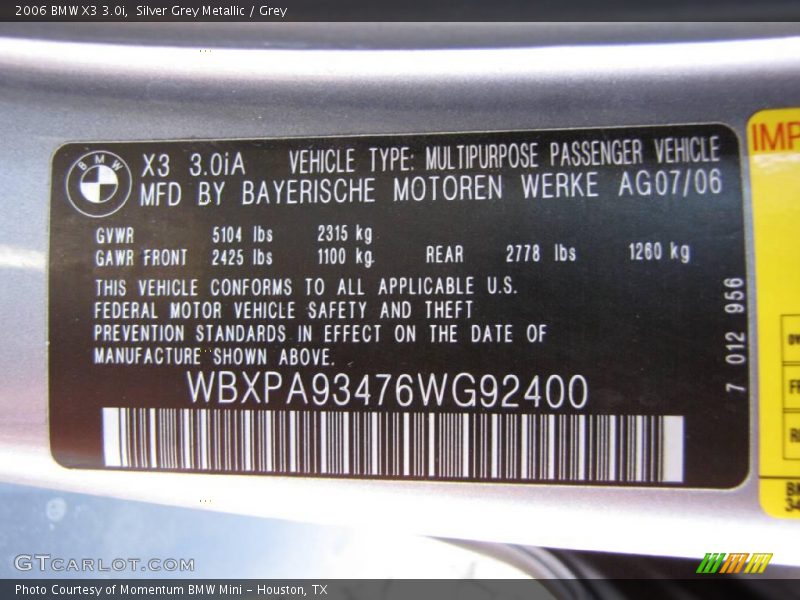 2006 BMW X3 3.0i, Silver Grey Metallic / Grey
BMW
X3 3.0iA VEHICLE TYPE: MULTIPURPOSE PASSENGER VEHICLE
MFD BY BAYERISCHE MOTOREN WERKE AG07/06
GVWR 5104 lbs 2315 kg
GAWR FRONT 2425 lbs 1100 kg REAR 2778 lbs 1260 kg
THIS VEHICLE CONFORMS TO ALL APPLICABLE U.S.
FEDERAL MOTOR VEHICLE SAFETY AND THEFT
PREVENTION STANDARDS IN EFFECT ON THE DATE OF
MANUFACTURE SHOWN ABOVE.
WBXPA93476WG92400
7 012 956
IMP
GTCARLOT.COM
Photo Courtesy of Momentum BMW Mini - Houston, TX